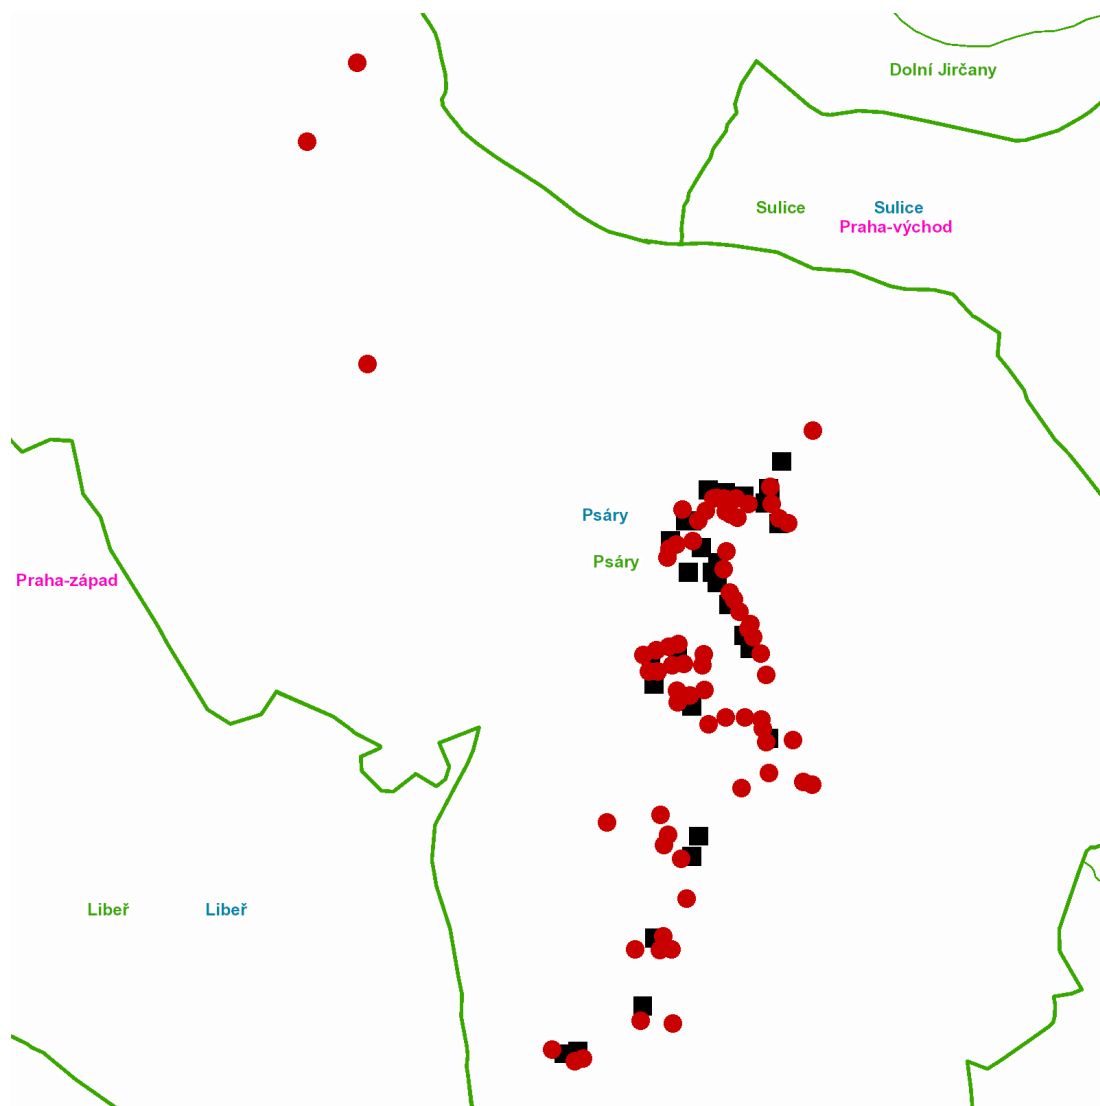 Dolní Jirčany
Sulice Sulice
Praha-východ
Psáry
Psáry
Praha-západ
Libeř Libeř